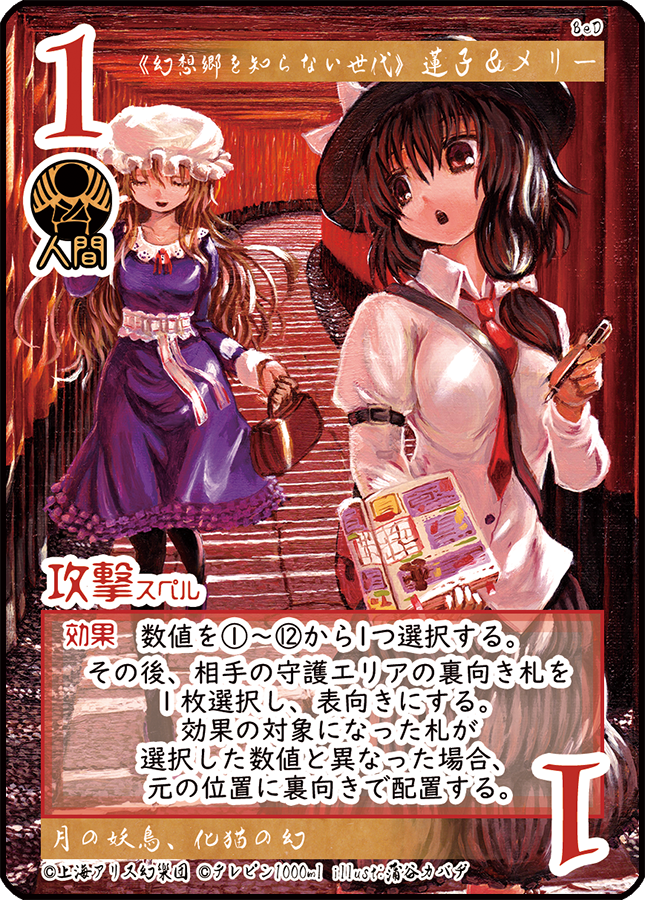 BeD
1
《幻想郷を知らない世代》 蓮子&メリー
人間
攻撃スペル
効果 数値を①~⑫から1つ選択する。
その後、相手の守護エリアの裏向き札を
1枚選択し、表向きにする。
効果の対象になった札が
選択した数値と異なった場合、
元の位置に裏向きで配置する。
1
月の妖鳥、化猫の幻
©上海アリス幻樂団 ©テレピン1000ml illust:蒲谷カバヂ